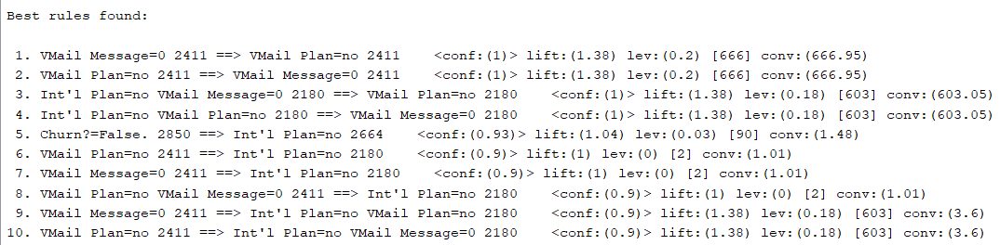 Best rules found:
1. VMail Message=0 2411 ==> VMail Plan=no 2411 <conf:(1)> lift:(1.38) lev:(0.2) [666] conv:(666.95)
2. VMail Plan=no 2411 ==> VMail Message=0 2411 <conf:(1)> lift:(1.38) lev:(0.2) [666] conv:(666.95)
3. Int'l Plan=no VMail Message=0 2180 ==> VMail Plan=no 2180 <conf:(1)> lift:(1.38) lev:(0.18) [603] conv:(603.05)
4. Int'l Plan=no VMail Plan=no 2180 ==> VMail Message=0 2180 <conf:(1)> lift:(1.38) lev:(0.18) [603] conv:(603.05)
5. Churn?=False. 2850 ==> Int'l Plan=no 2664 <conf:(0.93)> lift:(1.04) lev:(0.03) [90] conv:(1.48)
6. VMail Plan=no 2411 ==> Int'l Plan=no 2180 <conf:(0.9)> lift:(1) lev:(0) [2] conv:(1.01)
7. VMail Message=0 2411 ==> Int'l Plan=no 2180 <conf:(0.9)> lift:(1) lev:(0) [2] conv:(1.01)
8. VMail Plan=no VMail Message=0 2411 ==> Int'l Plan=no 2180 <conf:(0.9)> lift:(1) lev:(0) [2] conv:(1.01)
9. VMail Message=0 2411 ==> Int'l Plan=no VMail Plan=no 2180 <conf:(0.9)> lift:(1.38) lev:(0.18) [603] conv:(3.6)
10. VMail Plan=no 2411 ==> Int'l Plan=no VMail Message=0 2180 <conf:(0.9)> lift:(1.38) lev:(0.18) [603] conv:(3.6)